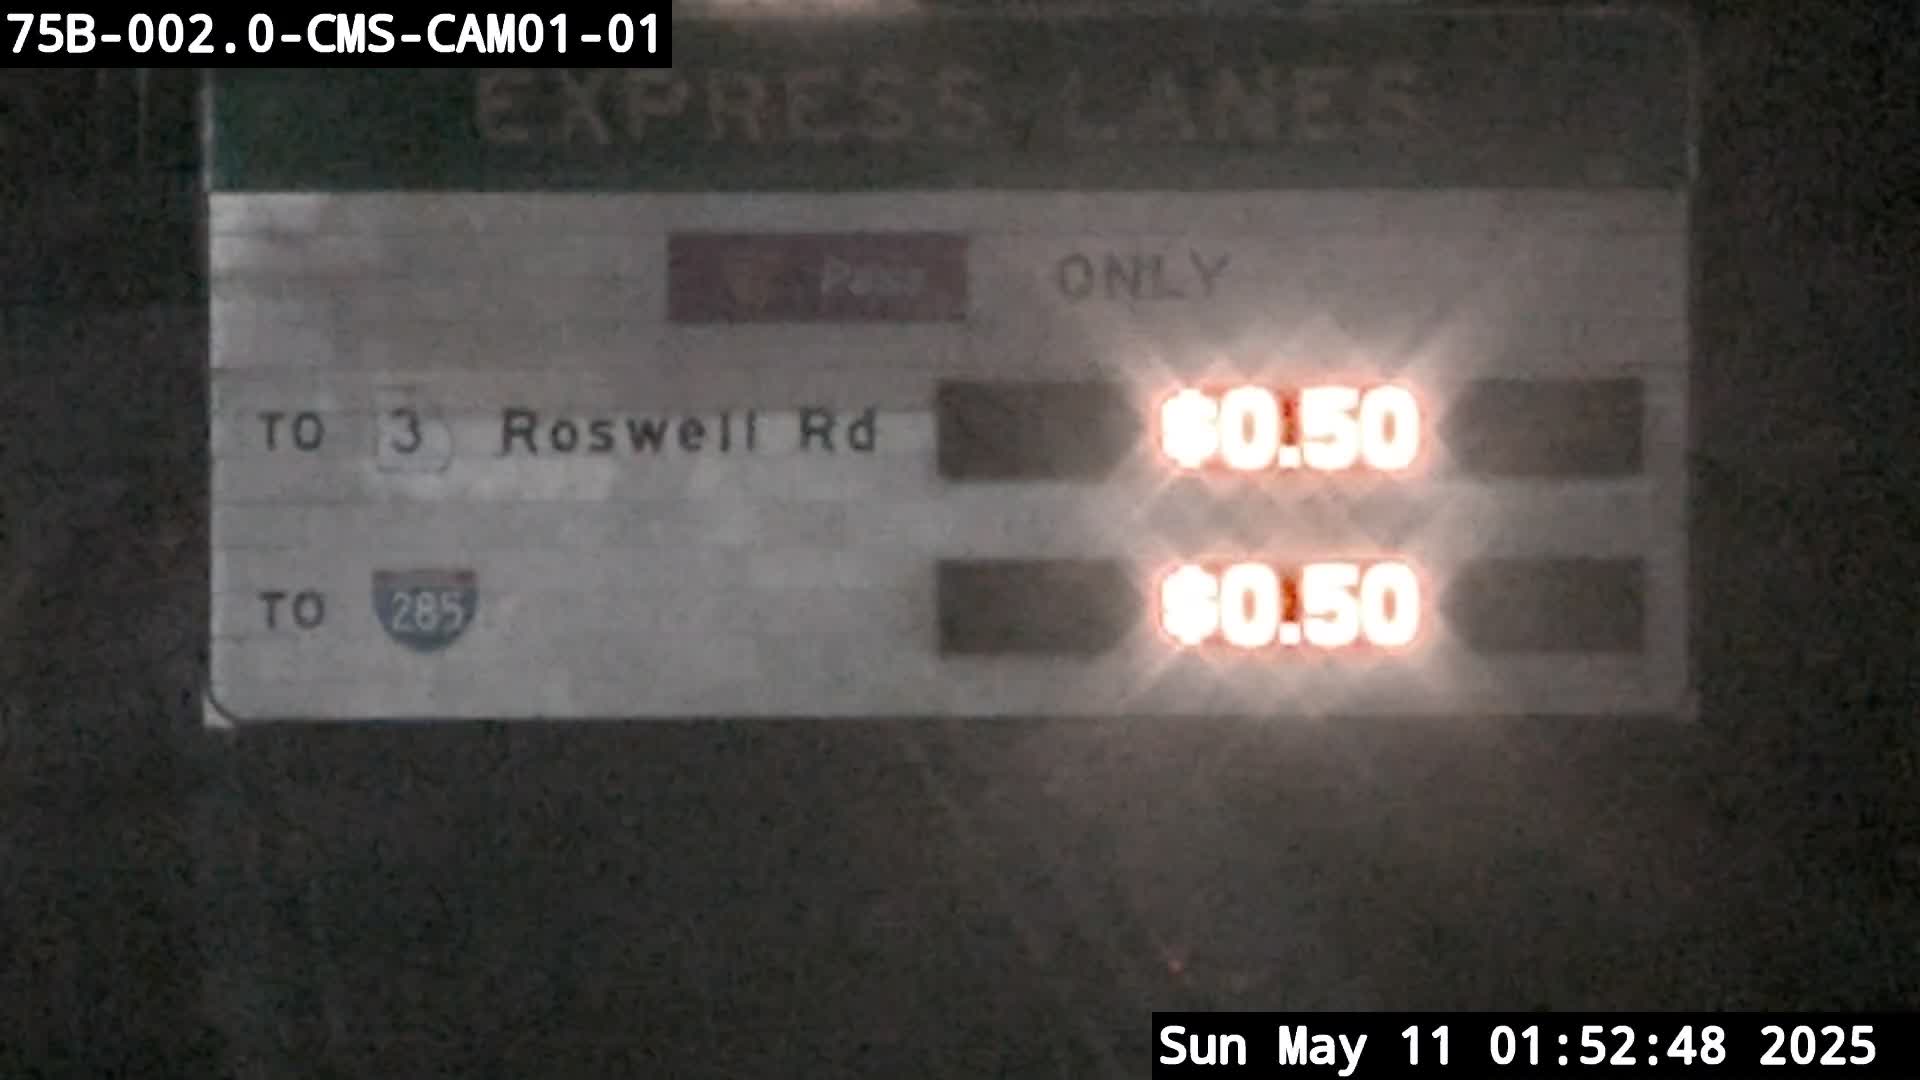 75B-002.0-CMS-CAM01-01
EXPRESS LANES
Pass ONLY
TO 3 Roswell Rd $0.50
TO 285 $0.50
Sun May 11 01:52:48 2025